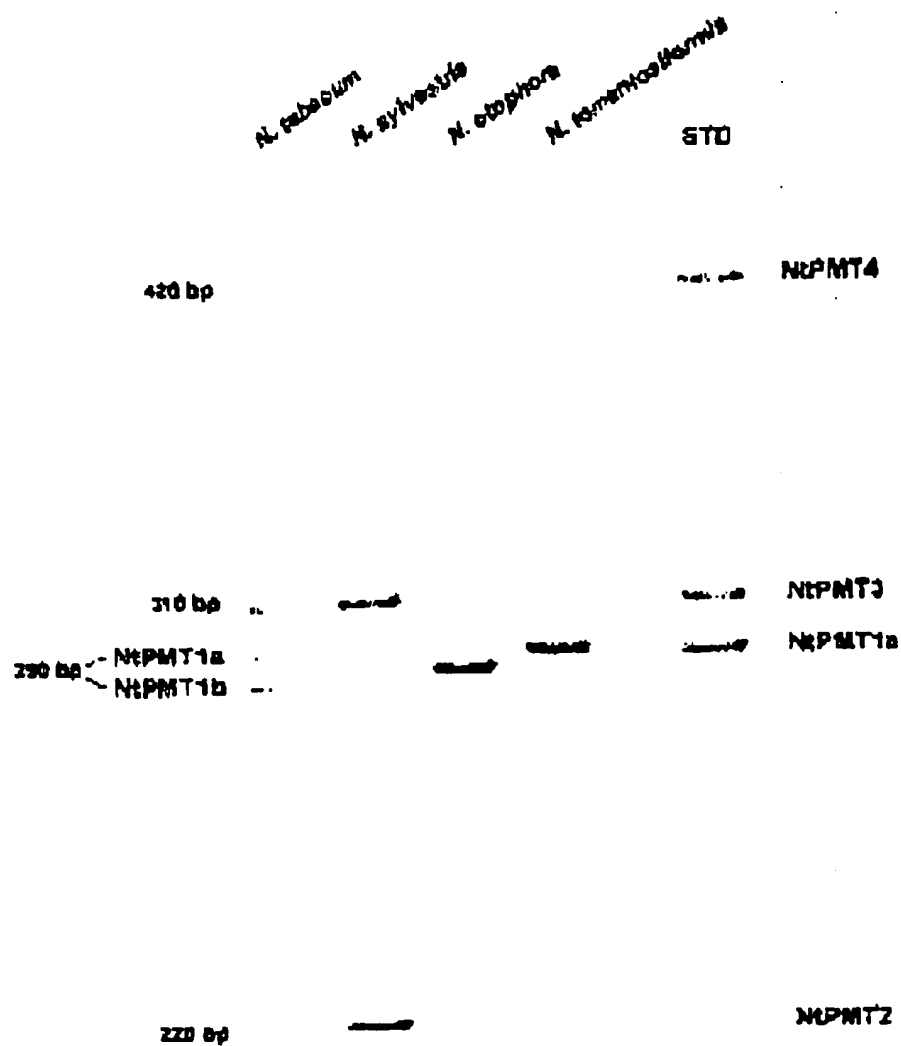 N. tabacum
N. sylvestris
N. otophora
N. tomentosiformis
STD
420 bp
NtPMT4
310 bp
NtPMT3
290 bp
NtPMT1a
NtPMT1b
NtPMT1a
220 bp
NtPMT2